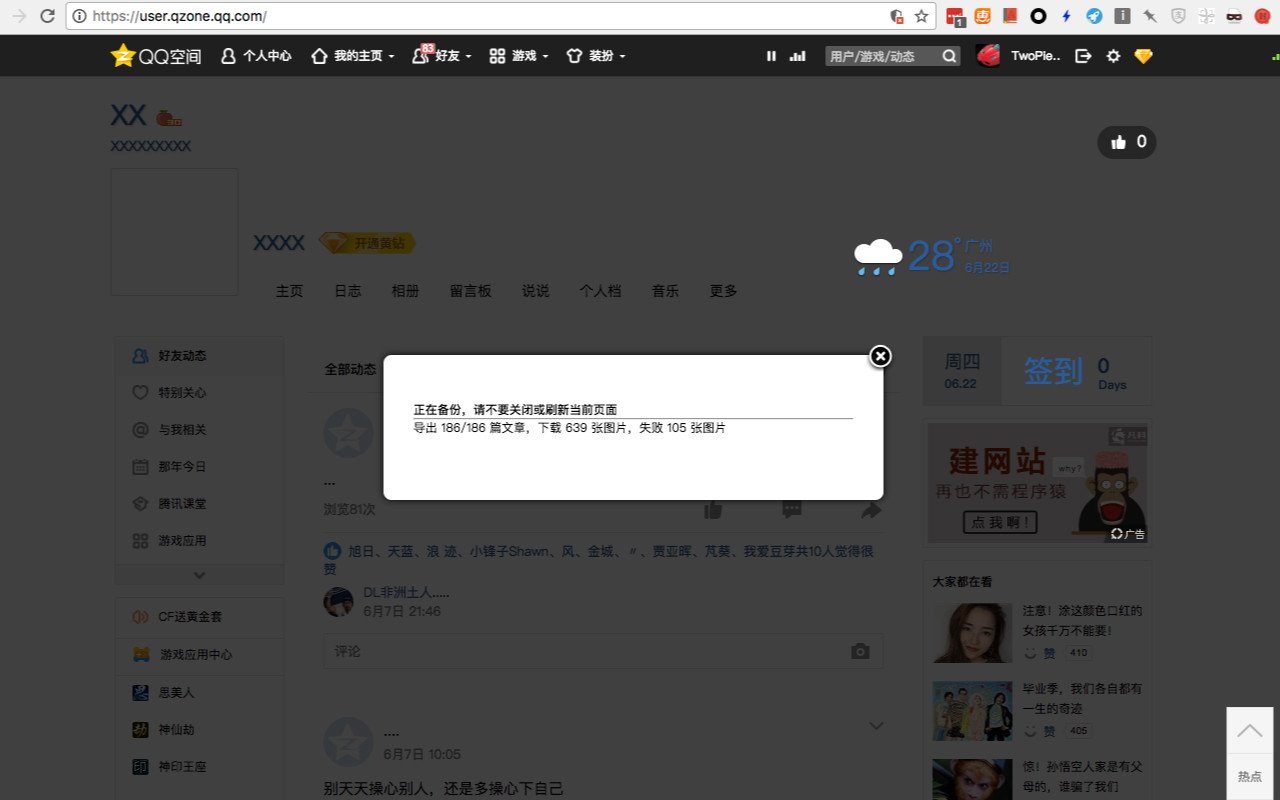 https://user.qzone.qq.com/
1
QQ空间 个人中心 我的主页 83 好友 游戏 装扮 用户/游戏/动态 TwoPle..
XX
XXXXXXXXX
0
XXXX 开通黄钻
28° 广州
6月22日
主页 日志 相册 留言板 说说 个人档 音乐 更多
好友动态
特别关心
与我相关
那年今日
腾讯课堂
游戏应用
CF送黄金套
游戏应用中心
思美人
神仙劫
神印王座
全部动态
正在备份，请不要关闭或刷新当前页面
导出 186/186 篇文章，下载 639 张图片，失败 105 张图片
...
浏览81次
旭日、天蓝、浪 迹、小锋子Shawn、风、金城、〃、贾亚晖、芃葵、我爱豆芽共10人觉得很
赞
DL非洲土人.....
6月7日 21:46
评论
....
6月7日 10:05
别天天操心别人，还是多操心下自己
周四
06.22
签到
0
Days
建网站
why?
再也不需程序猿
点我啊！
广告
大家都在看
注意！涂这颜色口红的
女孩千万不能要！
赞 410
毕业季，我们各自都有
一生的奇迹
赞 405
惊！孙悟空人家是有父
母的，谁骗了我们
热点